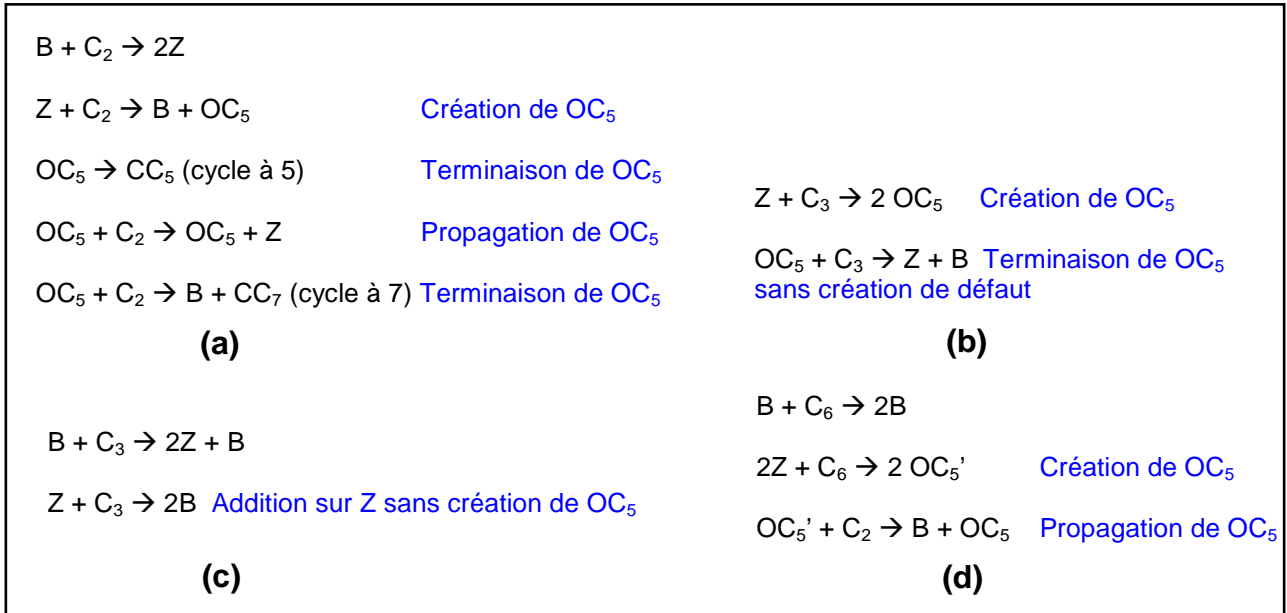 B + C₂ → 2Z
Z + C₂ → B + OC₅ Création de OC₅
OC₅ → CC₅ (cycle à 5) Terminaison de OC₅
OC₅ + C₂ → OC₅ + Z Propagation de OC₅
OC₅ + C₂ → B + CC₇ (cycle à 7) Terminaison de OC₅
(a)
Z + C₃ → 2 OC₅ Création de OC₅
OC₅ + C₃ → Z + B Terminaison de OC₅
sans création de défaut
(b)
B + C₃ → 2Z + B
Z + C₃ → 2B Addition sur Z sans création de OC₅
(c)
B + C₆ → 2B
2Z + C₆ → 2 OC₅’ Création de OC₅
OC₅’ + C₂ → B + OC₅ Propagation de OC₅
(d)